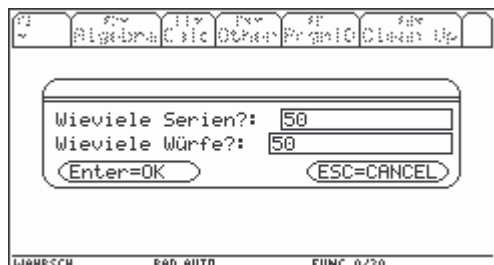 Algebra Calc Other PrgmIO Clean Up
Wieviele Serien?: 50
Wieviele Würfe?: 50
Enter=OK ESC=CANCEL
WAHRSCH RAD AUTO FUNC 0/30